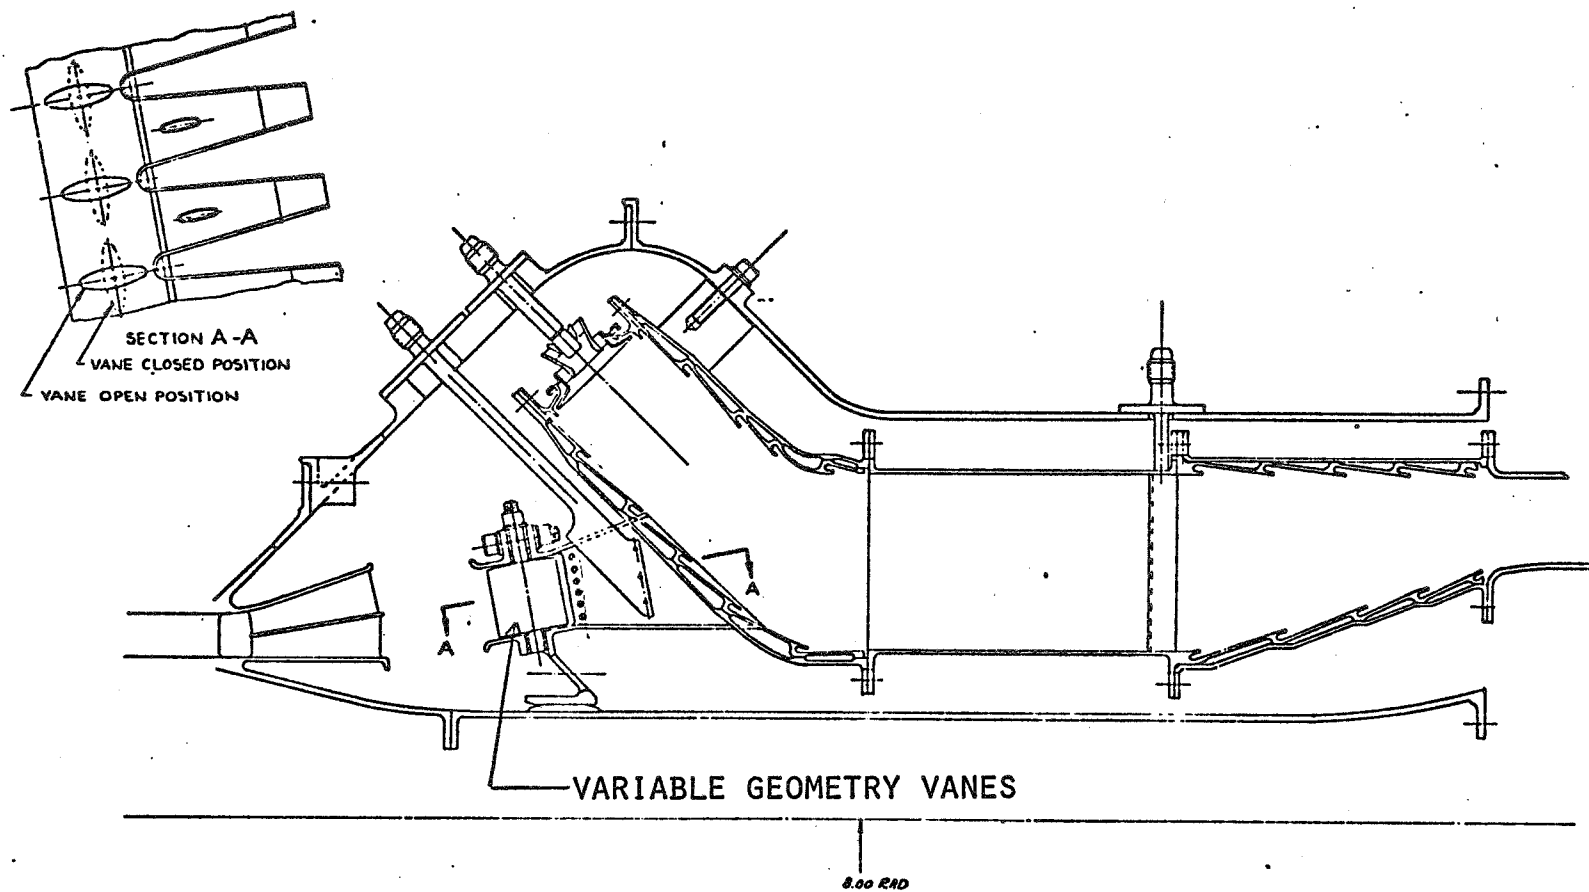 SECTION A-A
VANE CLOSED POSITION
VANE OPEN POSITION
A
A
VARIABLE GEOMETRY VANES
8.00 RAD